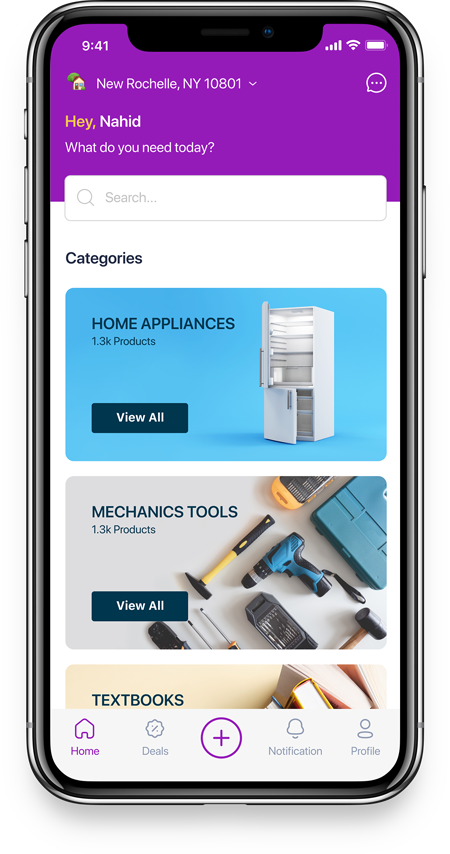 9:41
New Rochelle, NY 10801
Hey, Nahid
What do you need today?
Search...
Categories
HOME APPLIANCES
1.3k Products
View All
MECHANICS TOOLS
1.3k Products
View All
TEXTBOOKS
Home
Deals
Notification
Profile